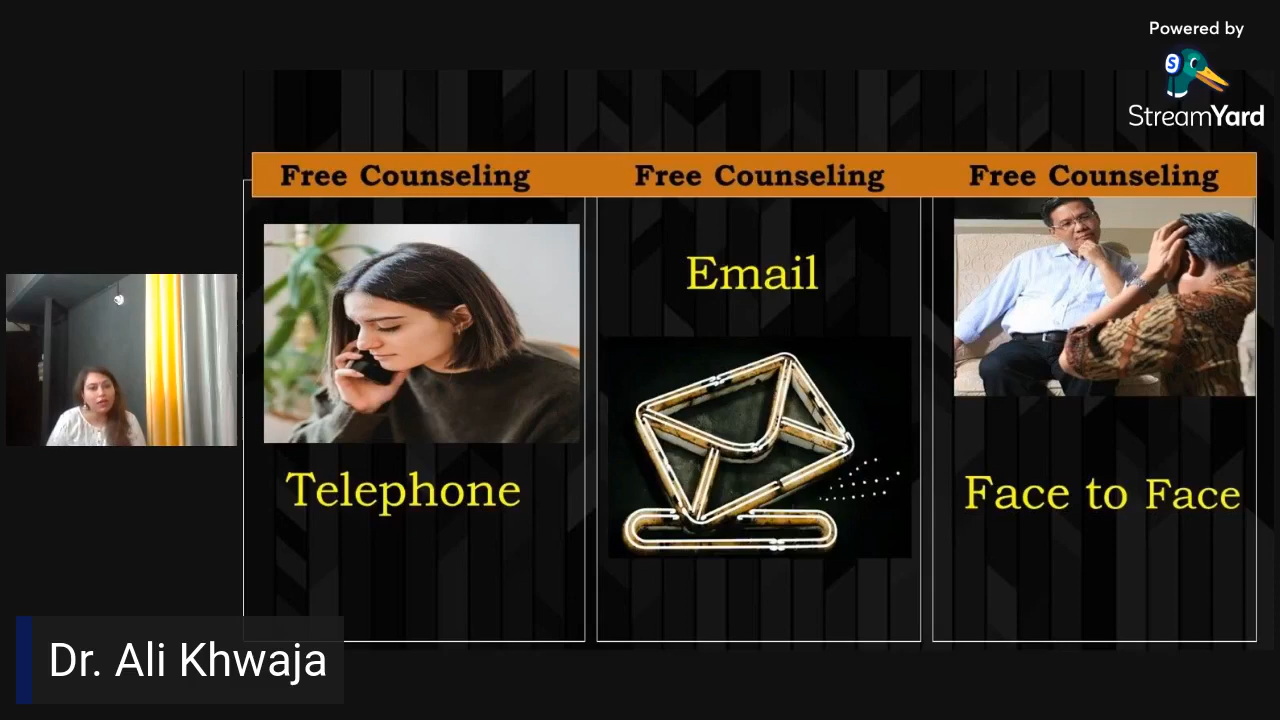 Powered by
StreamYard
Free Counseling
Free Counseling
Free Counseling
Telephone
Email
Face to Face
Dr. Ali Khwaja